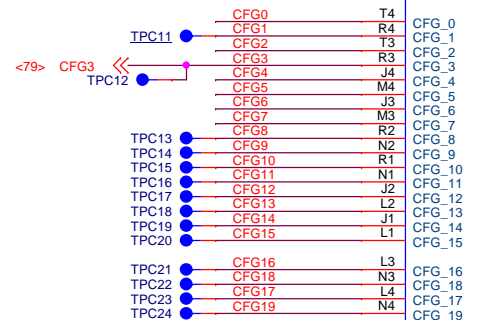 CFG0 T4 CFG_0
TPC11 CFG1 R4 CFG_1
CFG2 T3 CFG_2
<79> CFG3 CFG3 R3 CFG_3
TPC12 CFG4 J4 CFG_4
CFG5 M4 CFG_5
CFG6 J3 CFG_6
CFG7 M3 CFG_7
TPC13 CFG8 R2 CFG_8
TPC14 CFG9 N2 CFG_9
TPC15 CFG10 R1 CFG_10
TPC16 CFG11 N1 CFG_11
TPC17 CFG12 J2 CFG_12
TPC18 CFG13 L2 CFG_13
TPC19 CFG14 J1 CFG_14
TPC20 CFG15 L1 CFG_15
TPC21 CFG16 L3 CFG_16
TPC22 CFG18 N3 CFG_18
TPC23 CFG17 L4 CFG_17
TPC24 CFG19 N4 CFG_19